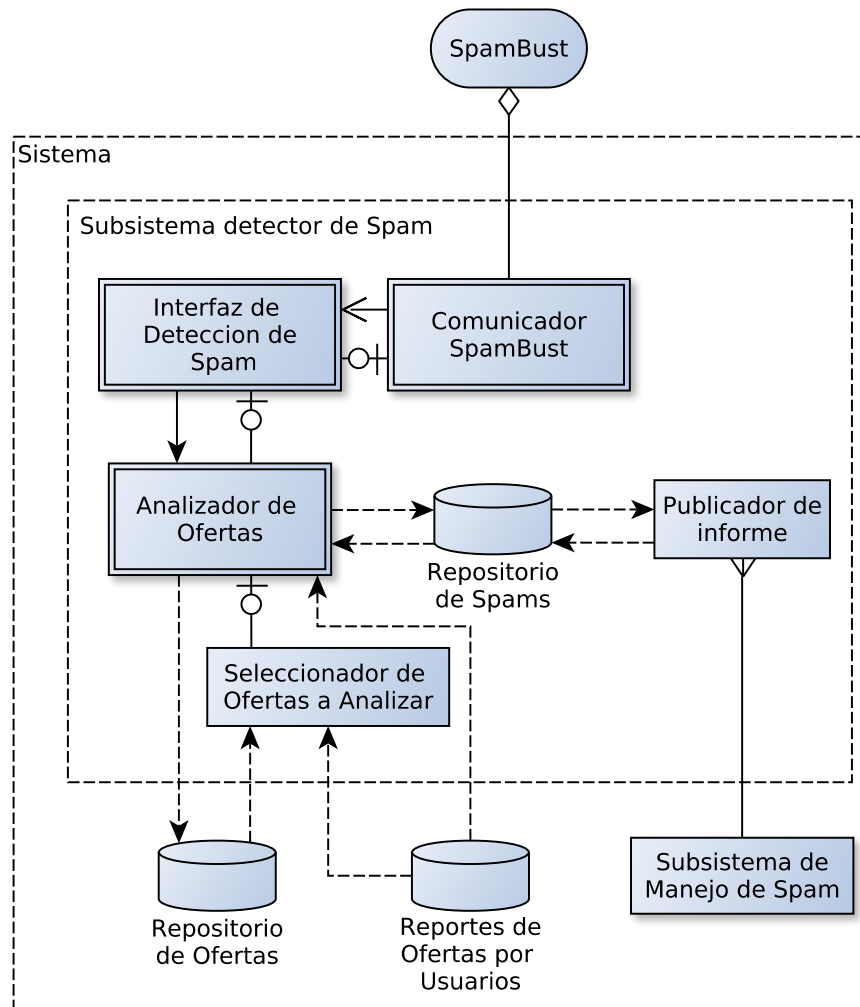 SpamBust
Sistema
Subsistema detector de Spam
Interfaz de
Deteccion de
Spam
Comunicador
SpamBust
Analizador de
Ofertas
Repositorio
de Spams
Publicador de
informe
Seleccionador de
Ofertas a Analizar
Repositorio
de Ofertas
Reportes de
Ofertas por
Usuarios
Subsistema de
Manejo de Spam